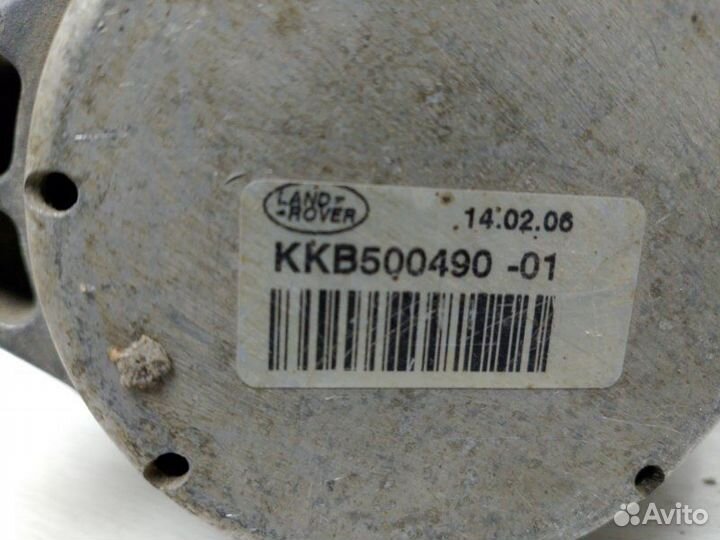 LAND-
-ROVER
14.02.06
KKB500490 -01
Avito